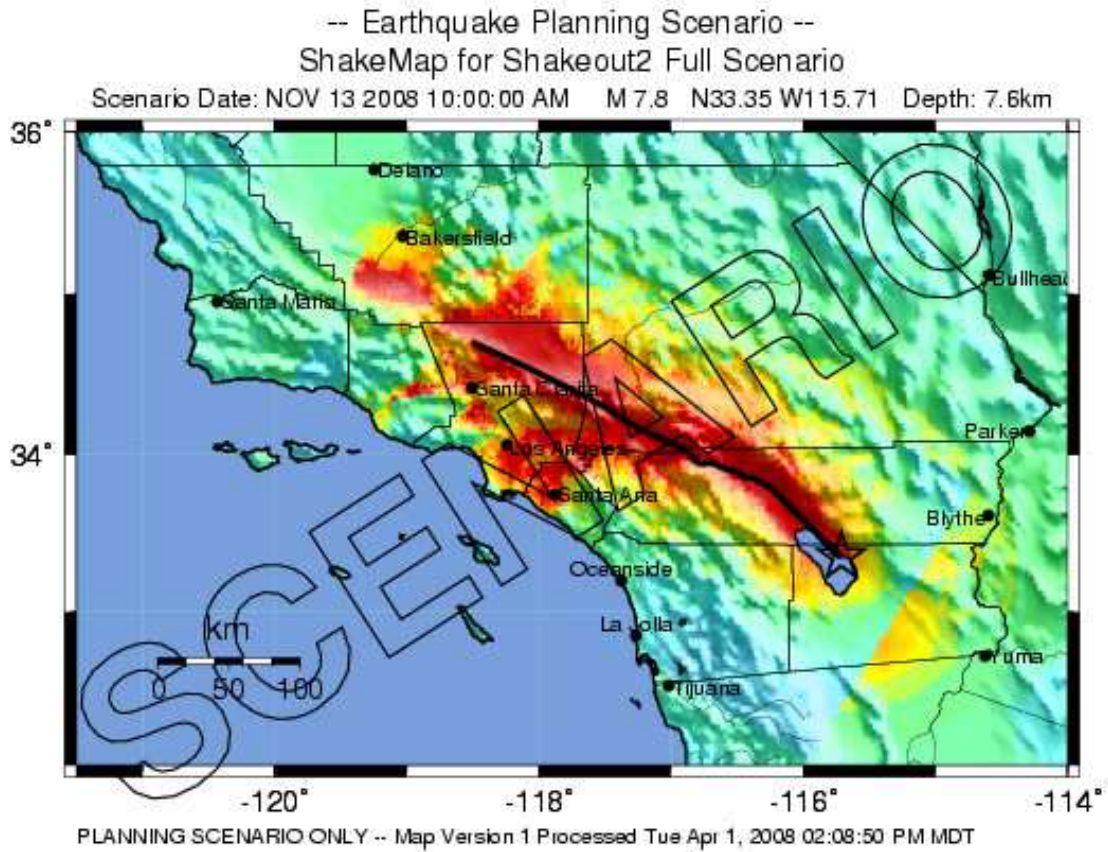 -- Earthquake Planning Scenario --
ShakeMap for Shakeout2 Full Scenario
Scenario Date: NOV 13 2008 10:00:00 AM M 7.8 N33.35 W115.71 Depth: 7.6km
36°
Delano
Bakersfield
Bullhead
Santa Maria
Santa Clarita
Parker
34°
Los Angeles
Santa Ana
Blythe
Oceanside
La Jolla
km
Yuma
0 50 100
Tijuana
SCENARIO
-120° -118° -116° -114°
PLANNING SCENARIO ONLY -- Map Version 1 Processed Tue Apr 1, 2008 02:08:50 PM MDT